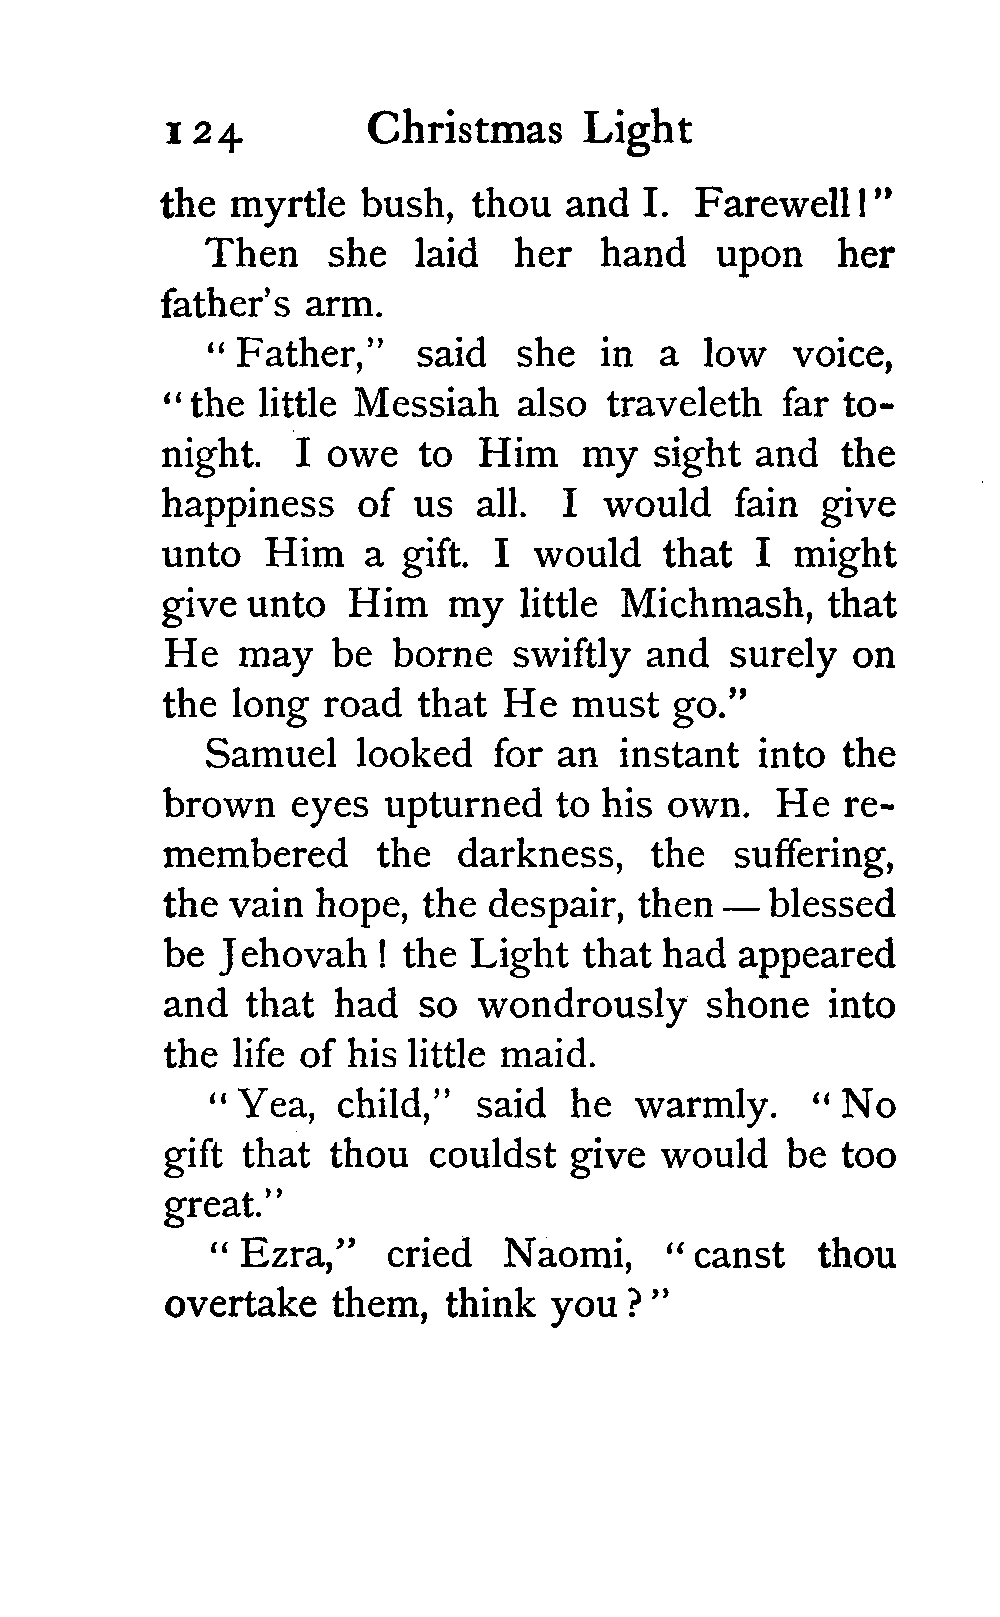 124 Christmas Light
the myrtle bush, thou and I. Farewell!"
Then she laid her hand upon her
father's arm.
"Father," said she in a low voice,
"the little Messiah also traveleth far to-
night. I owe to Him my sight and the
happiness of us all. I would fain give
unto Him a gift. I would that I might
give unto Him my little Michmash, that
He may be borne swiftly and surely on
the long road that He must go."
Samuel looked for an instant into the
brown eyes upturned to his own. He re-
membered the darkness, the suffering,
the vain hope, the despair, then — blessed
be Jehovah! the Light that had appeared
and that had so wondrously shone into
the life of his little maid.
"Yea, child," said he warmly. "No
gift that thou couldst give would be too
great."
"Ezra," cried Naomi, "canst thou
overtake them, think you?"